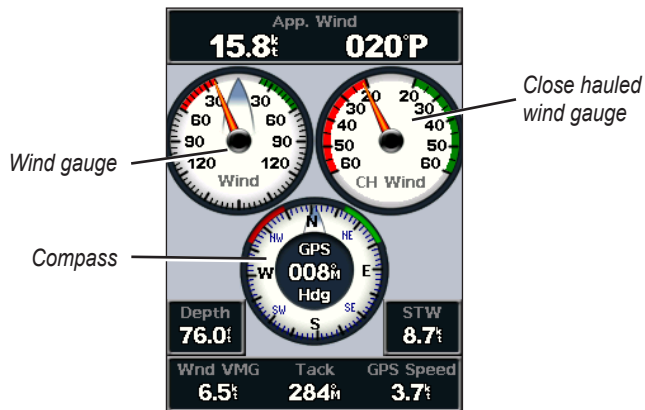 App. Wind
15.8kt 020°P
30 30
60 60
90 90
120 120
Wind
20 20
30 30
40 40
50 50
60 60
CH Wind
Close hauled
wind gauge
Wind gauge
Compass
N
NW NE
W E
SW SE
S
GPS
008°M
Hdg
Depth
76.0ft
STW
8.7kt
Wnd VMG Tack GPS Speed
6.5kt 284°M 3.7kt